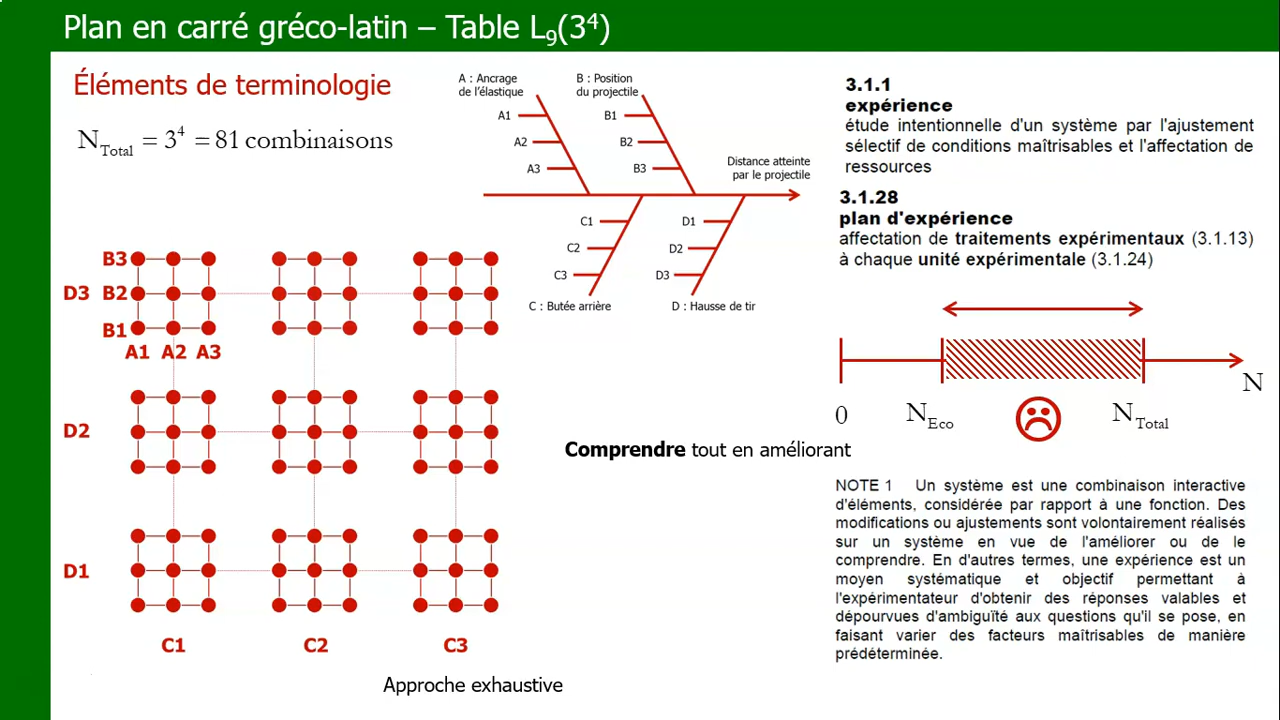 Plan en carré gréco-latin – Table L₉(3⁴)
Éléments de terminologie
N_Total = 3⁴ = 81 combinaisons
A : Ancrage
de l'élastique
B : Position
du projectile
A1
A2
A3
B1
B2
B3
Distance atteinte
par le projectile
C1
C2
C3
D1
D2
D3
C : Butée arrière
D : Hausse de tir
B3
D3 B2
B1
A1 A2 A3
D2
D1
C1 C2 C3
Approche exhaustive
Comprendre tout en améliorant
3.1.1
expérience
étude intentionnelle d'un système par l'ajustement
sélectif de conditions maîtrisables et l'affectation de
ressources
3.1.28
plan d'expérience
affectation de traitements expérimentaux (3.1.13)
à chaque unité expérimentale (3.1.24)
N
0 N_Eco N_Total
NOTE 1 Un système est une combinaison interactive
d'éléments, considérée par rapport à une fonction. Des
modifications ou ajustements sont volontairement réalisés
sur un système en vue de l'améliorer ou de le
comprendre. En d'autres termes, une expérience est un
moyen systématique et objectif permettant à
l'expérimentateur d'obtenir des réponses valables et
dépourvues d'ambiguïté aux questions qu'il se pose, en
faisant varier des facteurs maîtrisables de manière
prédéterminée.